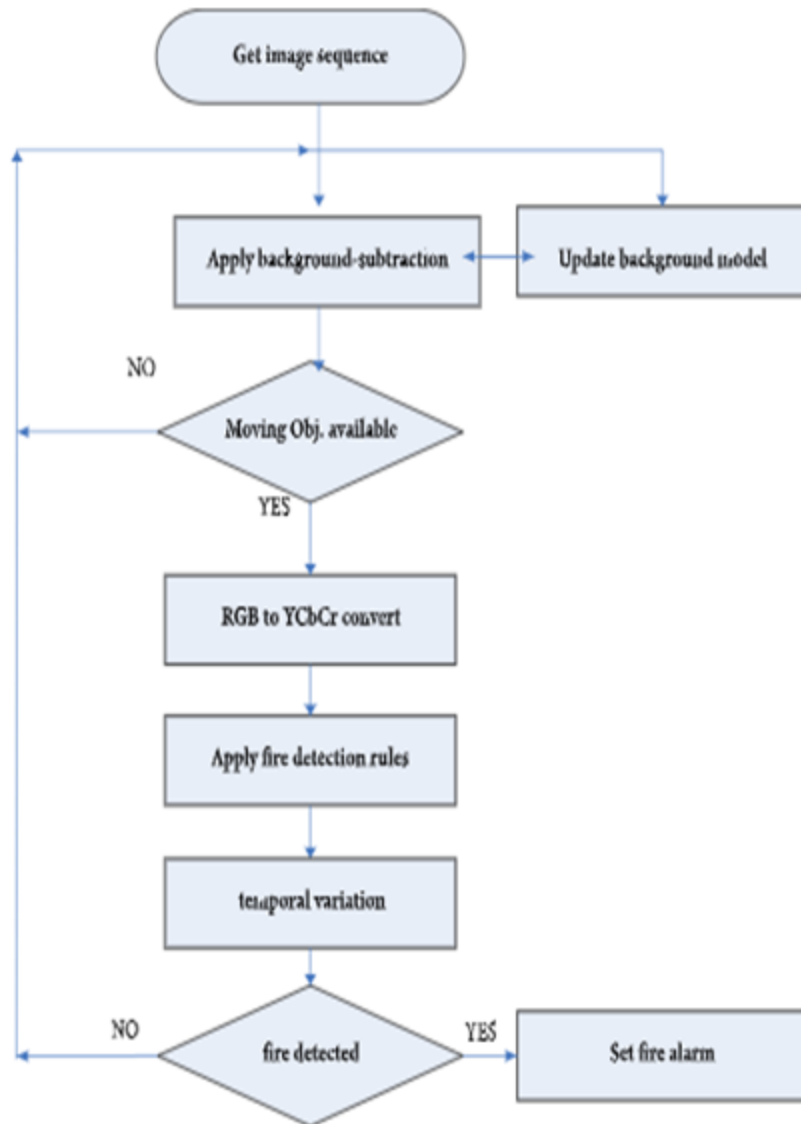 Get image sequence
Apply background-subtraction
Update background model
NO
Moving Obj. available
YES
RGB to YCbCr convert
Apply fire detection rules
temporal variation
NO
fire detected
YES
Set fire alarm